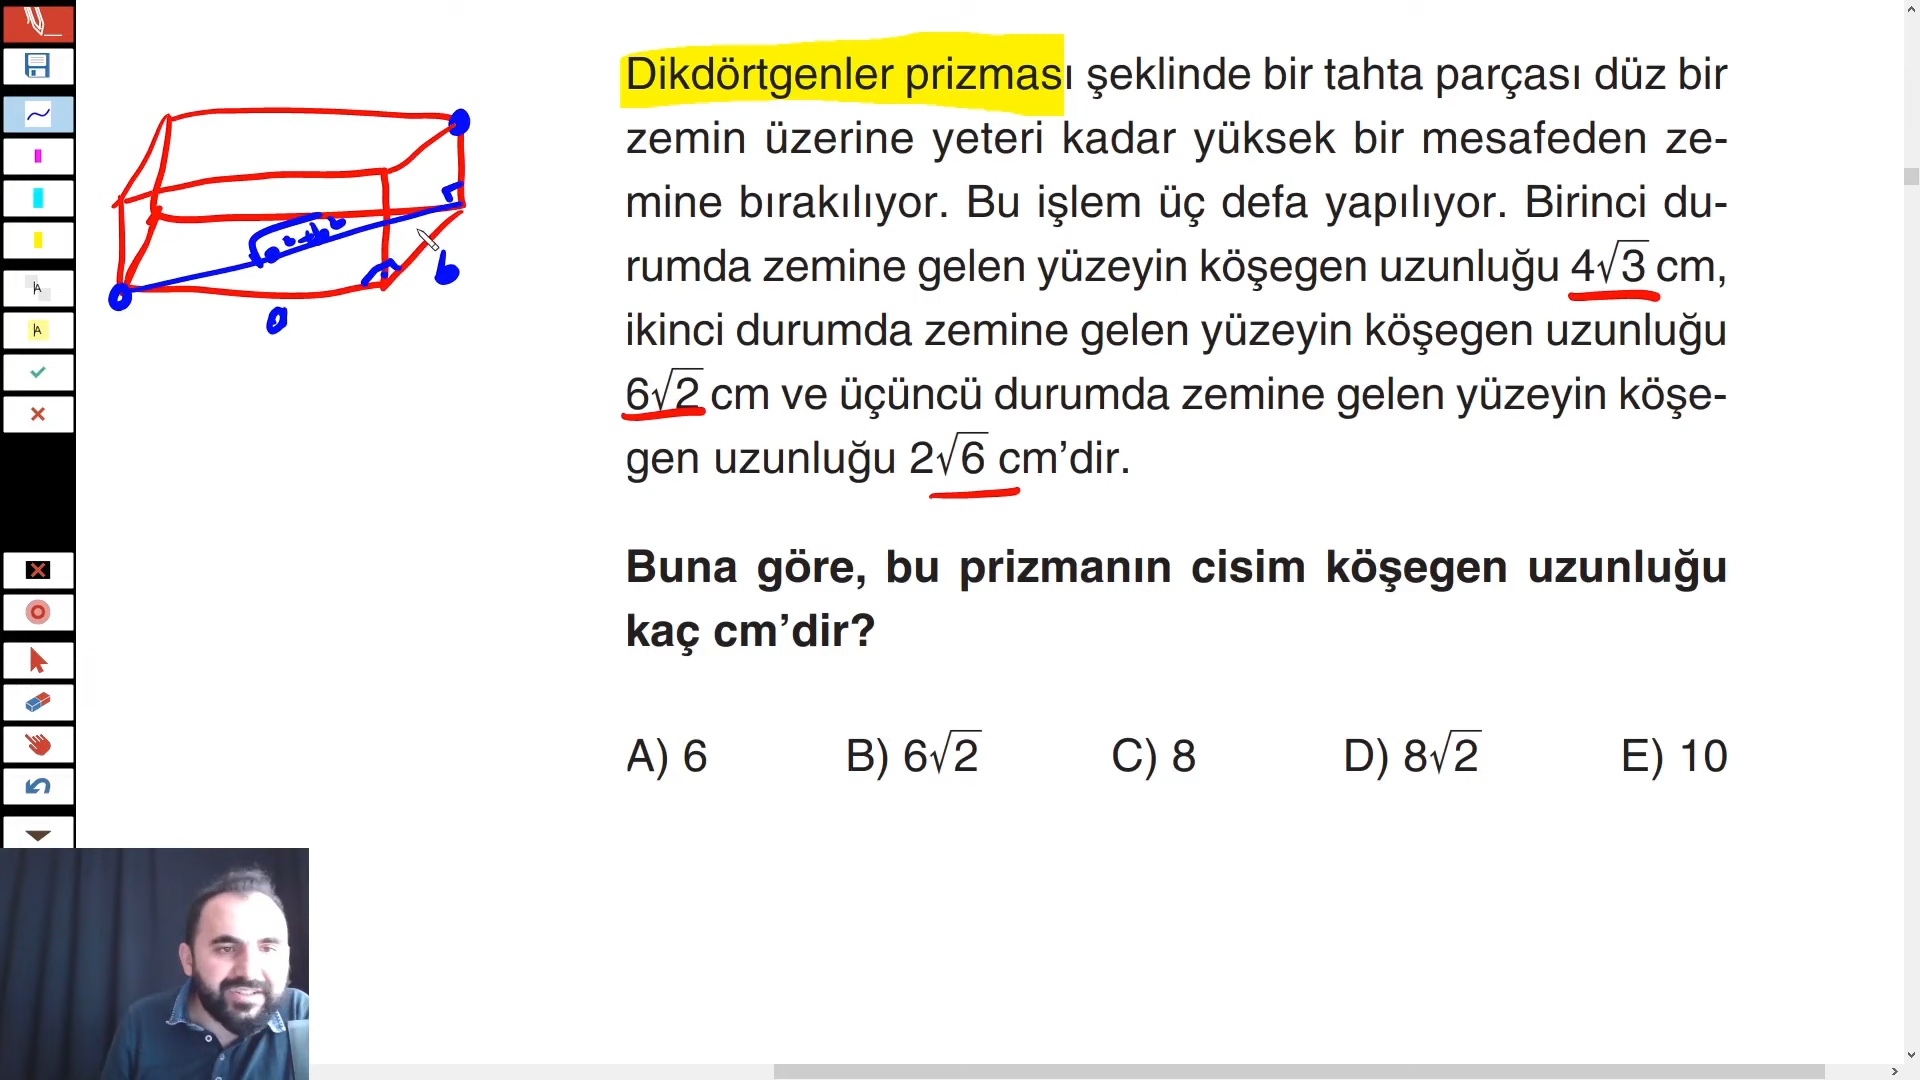 Dikdörtgenler prizması şeklinde bir tahta parçası düz bir
zemin üzerine yeteri kadar yüksek bir mesafeden ze-
mine bırakılıyor. Bu işlem üç defa yapılıyor. Birinci du-
rumda zemine gelen yüzeyin köşegen uzunluğu 4√3 cm,
ikinci durumda zemine gelen yüzeyin köşegen uzunluğu
6√2 cm ve üçüncü durumda zemine gelen yüzeyin köşe-
gen uzunluğu 2√6 cm’dir.
Buna göre, bu prizmanın cisim köşegen uzunluğu
kaç cm’dir?
A) 6 B) 6√2 C) 8 D) 8√2 E) 10
b
a